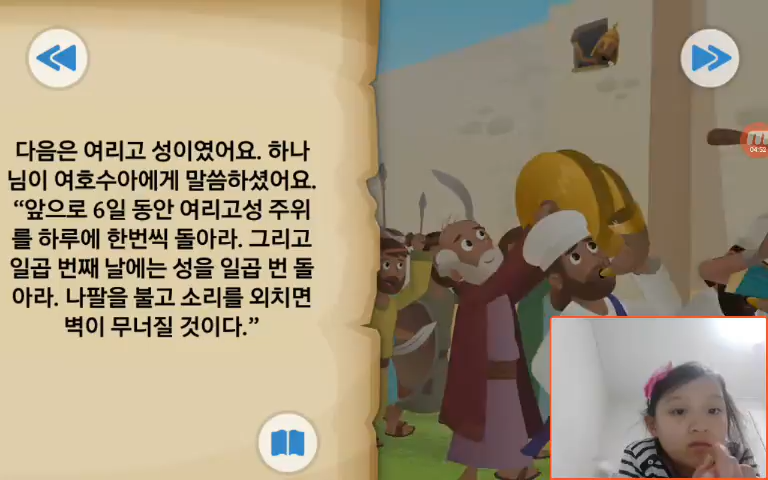 다음은 여리고 성이였어요. 하나
님이 여호수아에게 말씀하셨어요.
“앞으로 6일 동안 여리고성 주위
를 하루에 한번씩 돌아라. 그리고
일곱 번째 날에는 성을 일곱 번 돌
아라. 나팔을 불고 소리를 외치면
벽이 무너질 것이다.”
04:52